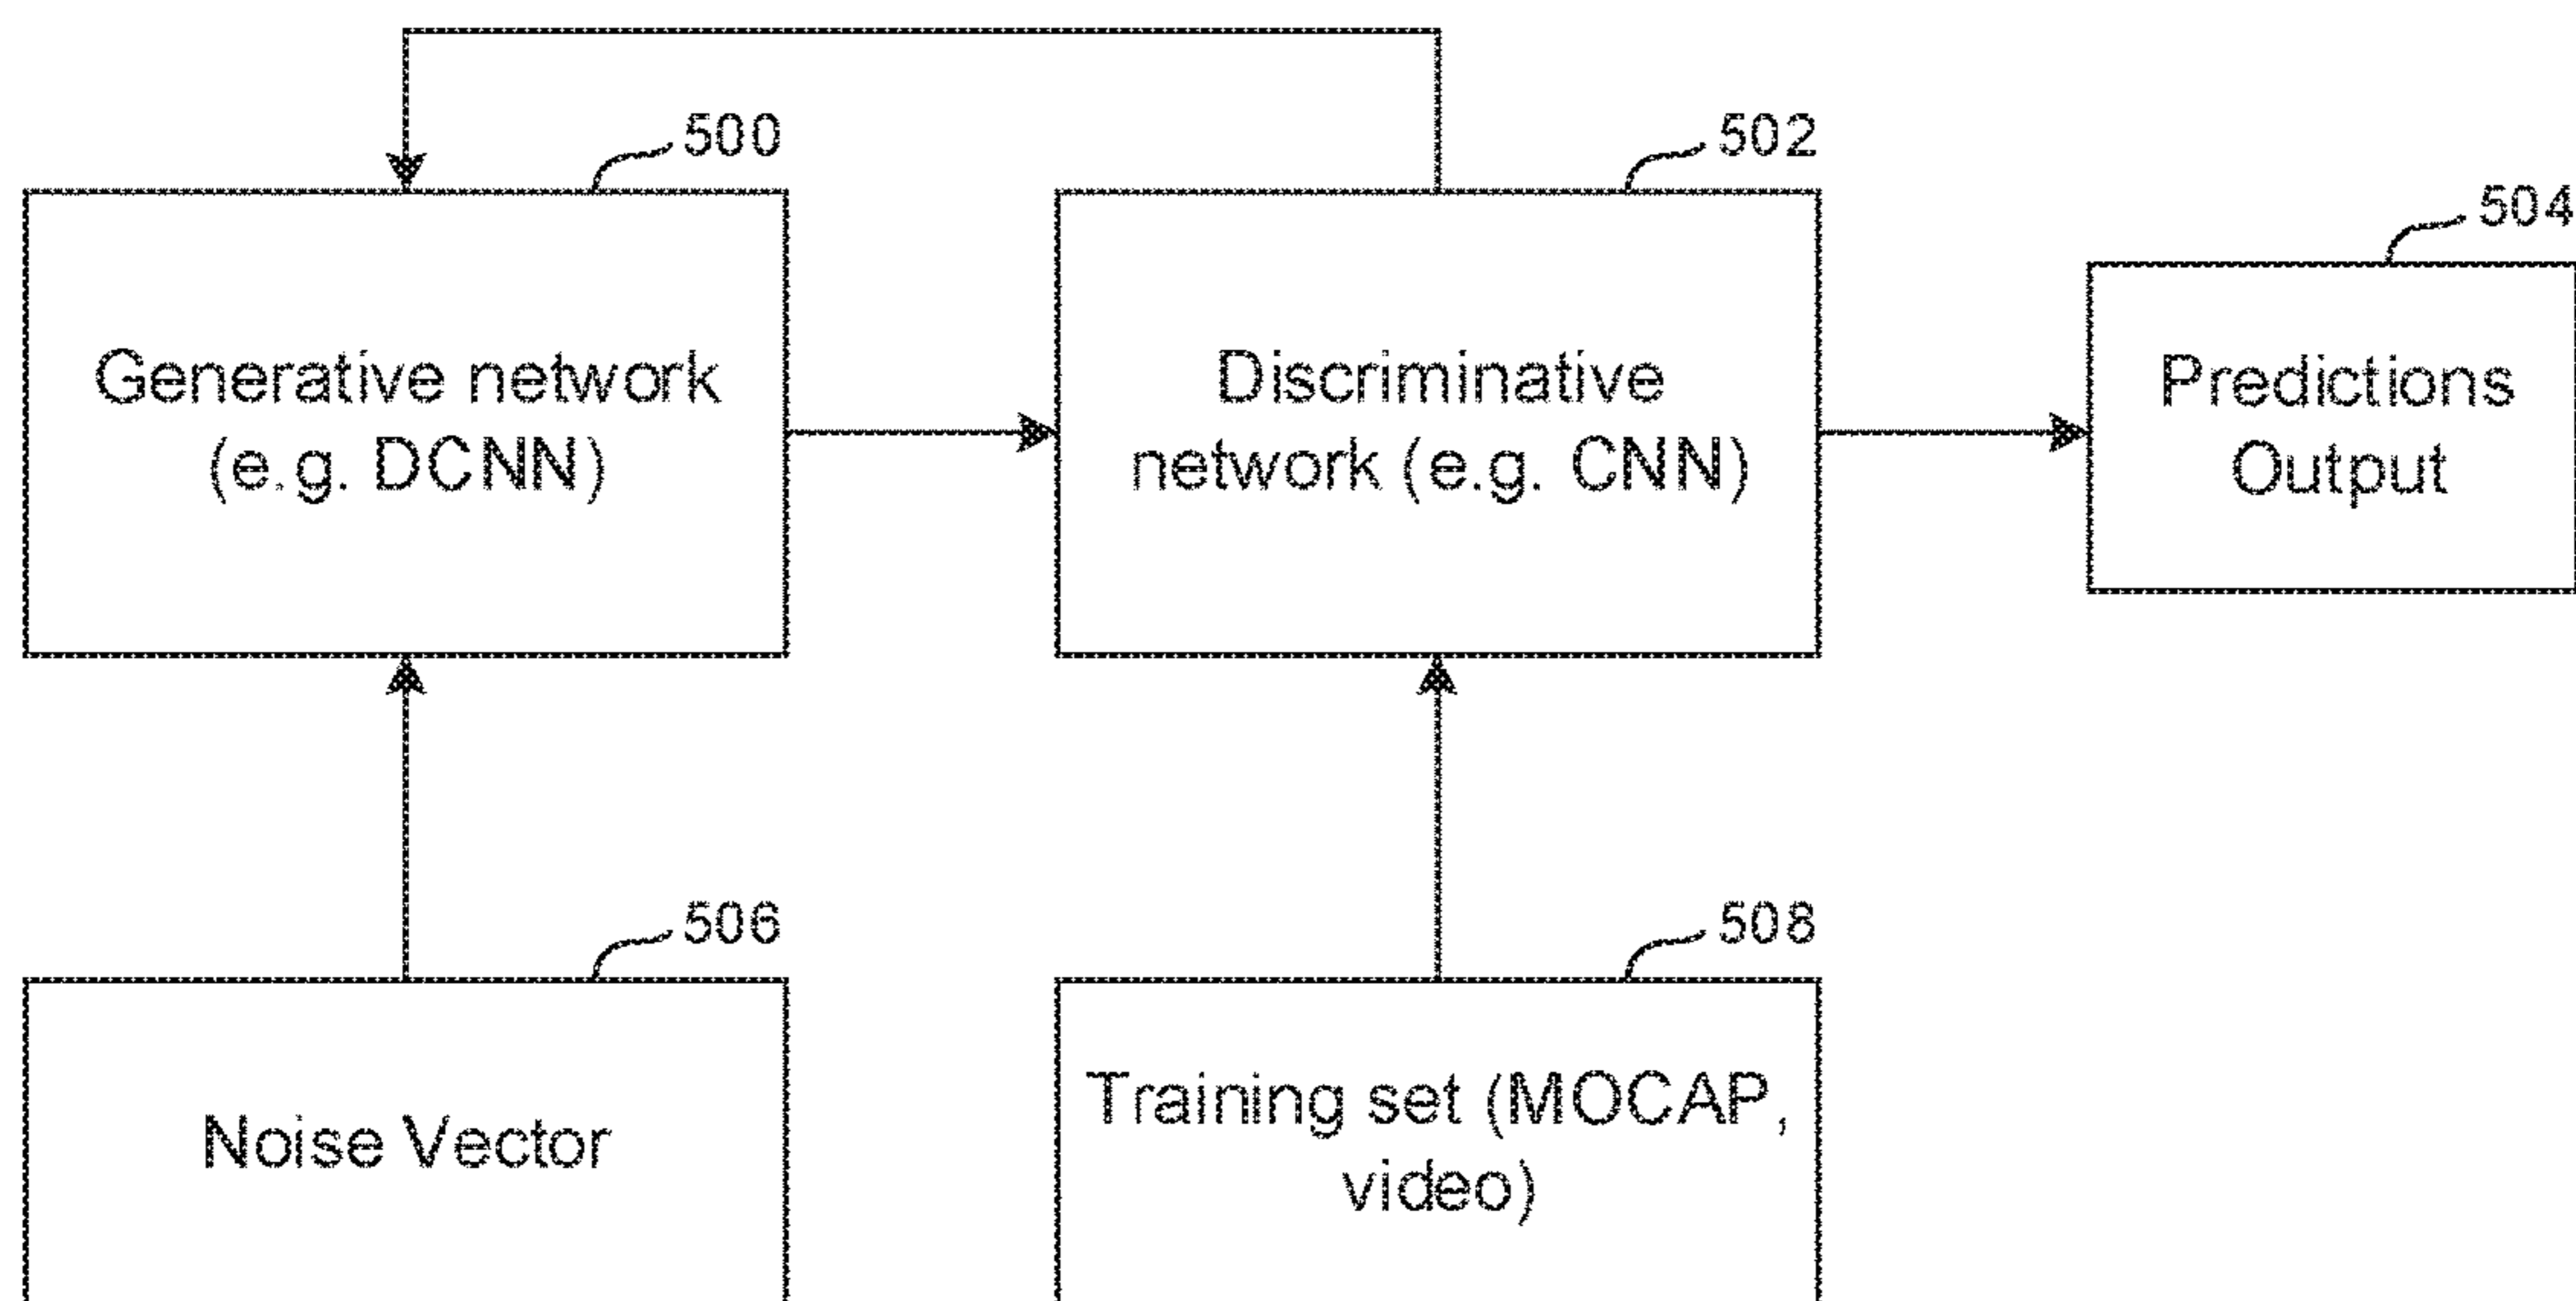 500
502
504
Generative network
(e.g. DCNN)
Discriminative
network (e.g. CNN)
Predictions
Output
506
508
Noise Vector
Training set (MOCAP,
video)